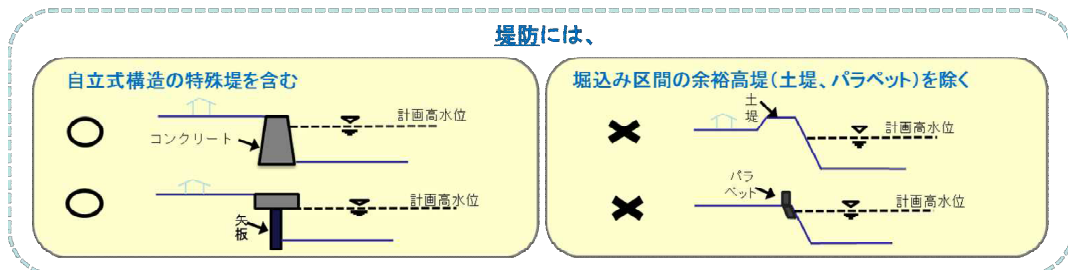 堤防には、
自立式構造の特殊堤を含む
計画高水位
コンクリート
計画高水位
矢板
堀込み区間の余裕高堤(土堤、パラペット)を除く
土堤
計画高水位
パラ
ペット
計画高水位